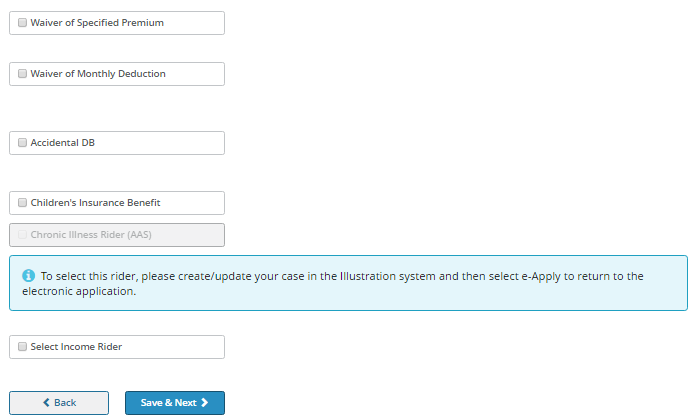 Waiver of Specified Premium
Waiver of Monthly Deduction
Accidental DB
Children's Insurance Benefit
Chronic Illness Rider (AAS)
To select this rider, please create/update your case in the Illustration system and then select e-Apply to return to the
electronic application.
Select Income Rider
Back
Save & Next